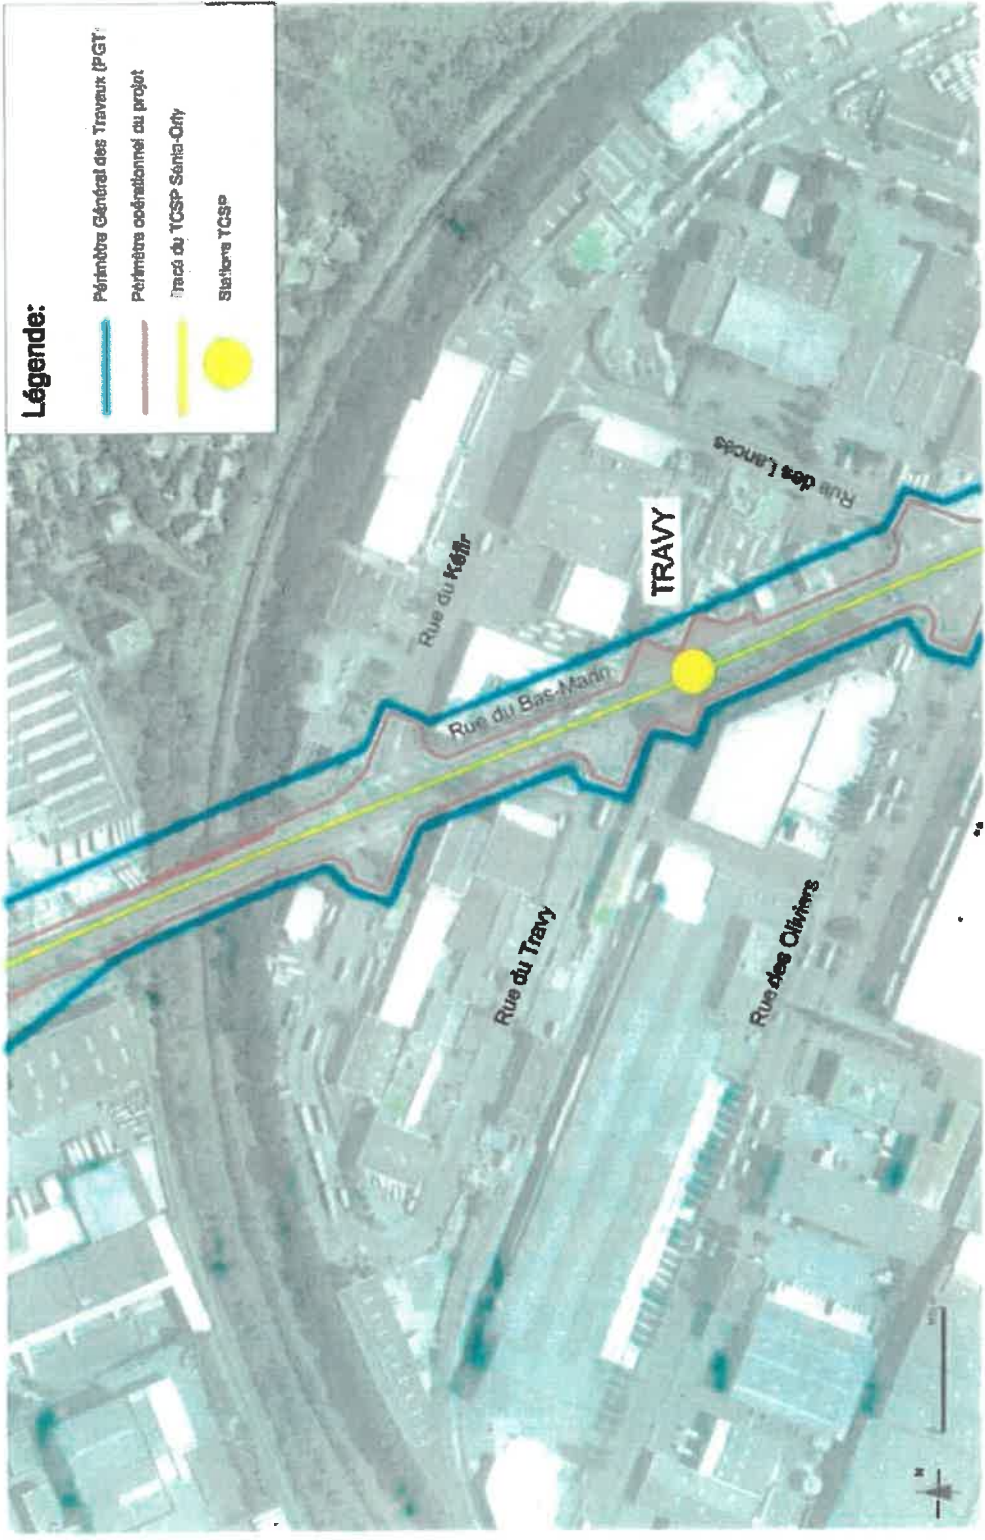 Légende:
Périmètre Général des Travaux (PGT)
Périmètre opérationnel du projet
Tracé du TCSP Sénia-Orly
Stations TCSP
Rue des Lances
TRAVY
Rue du Kéfir
Rue du Bas-Marin
Rue du Travy
Rue des Oliviers
N